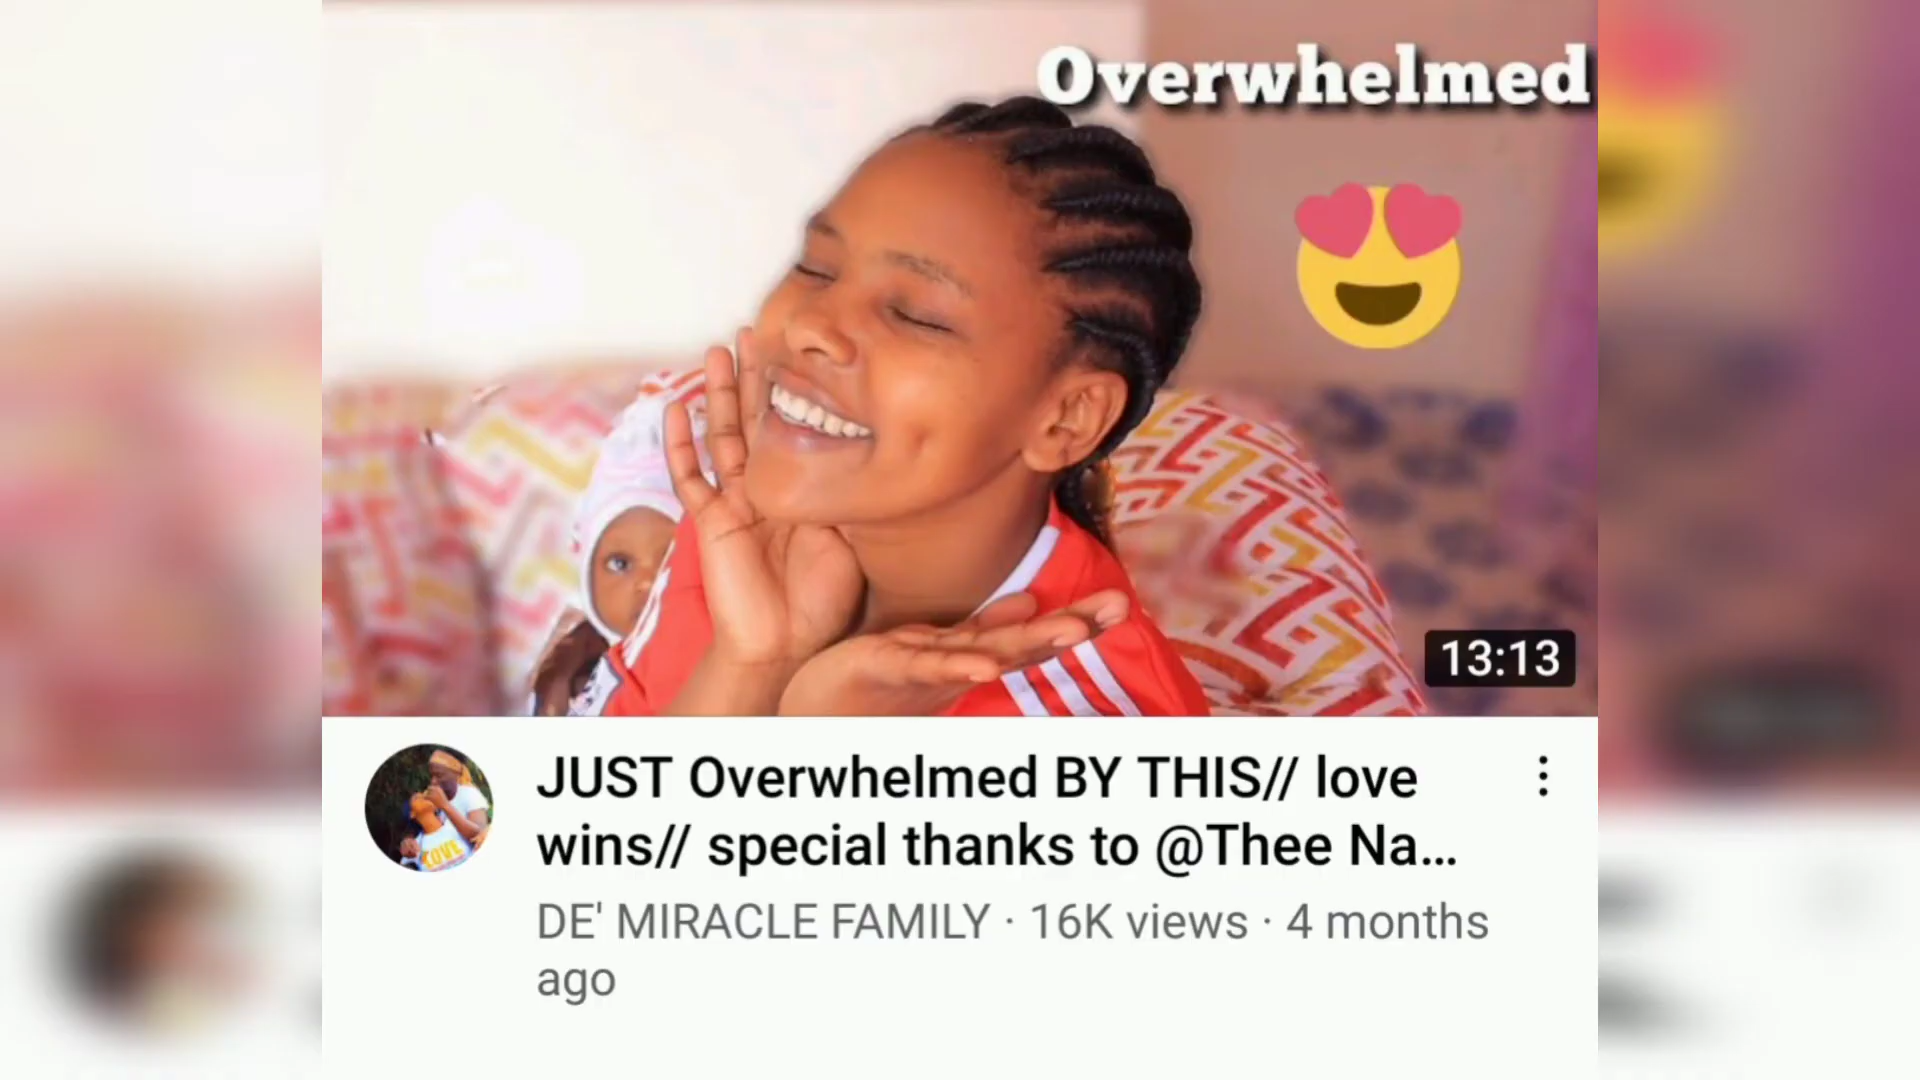 Overwhelmed
13:13
JUST Overwhelmed BY THIS// love
wins// special thanks to @Thee Na...
DE' MIRACLE FAMILY · 16K views · 4 months
ago
LOVE